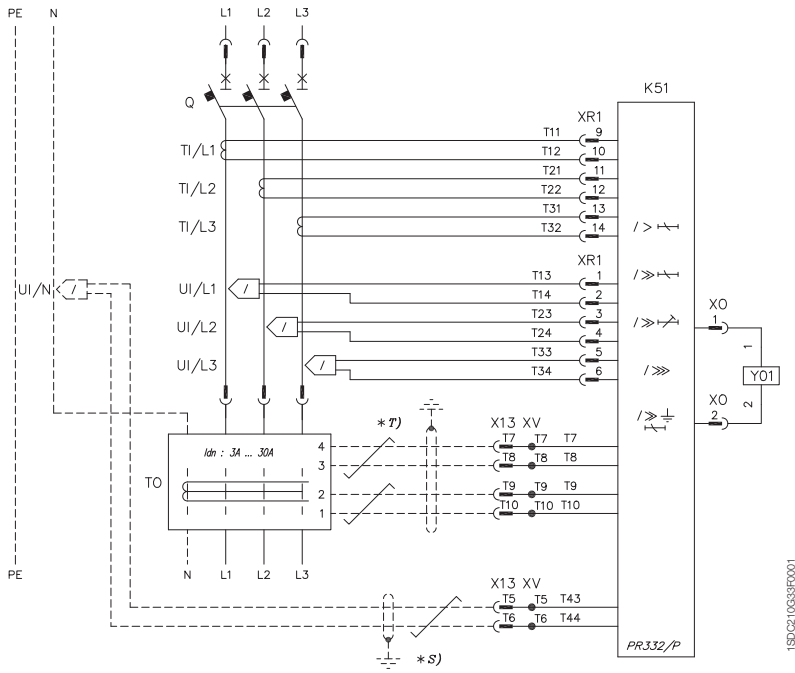 PE N L1 L2 L3
Q
K51
XR1
TI/L1 T11 9
T12 10
TI/L2 T21 11
T22 12
TI/L3 T31 13
T32 14
XR1
UI/N UI/L1 T13 1
T14 2
UI/L2 T23 3
T24 4
UI/L3 T33 5
T34 6
/ >
/ >>
/ >>
/ >>>
/ >>
XO
1
1
Y01
2
XO
2
*T) X13 XV
Idn : 3A ... 30A
TO
4 T7 T7 T7
3 T8 T8 T8
2 T9 T9 T9
1 T10 T10 T10
PE N L1 L2 L3
X13 XV
T5 T5 T43
T6 T6 T44
*S)
PR332/P
1SDC210G33F0001